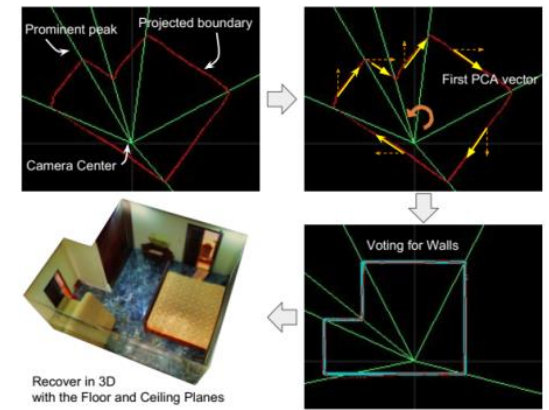 Prominent peak
Projected boundary
Camera Center
First PCA vector
Voting for Walls
Recover in 3D
with the Floor and Ceiling Planes